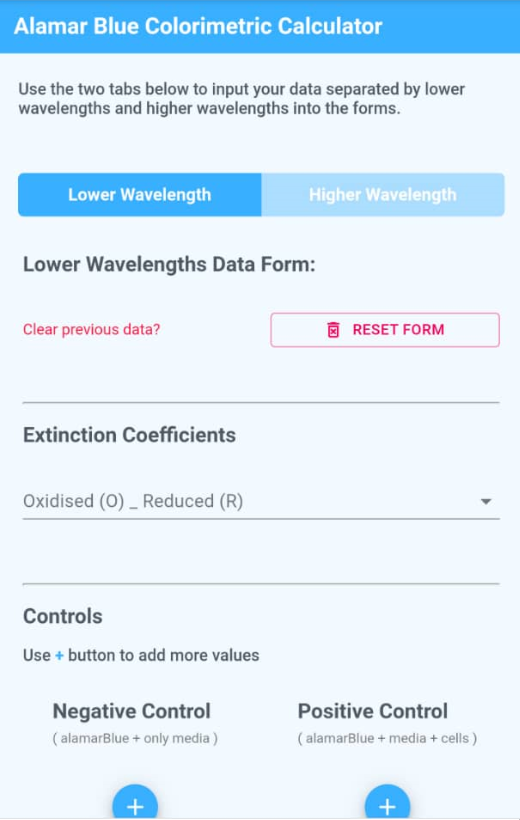 Alamar Blue Colorimetric Calculator
Use the two tabs below to input your data separated by lower
wavelengths and higher wavelengths into the forms.
Lower Wavelength
Higher Wavelength
Lower Wavelengths Data Form:
Clear previous data?
RESET FORM
Extinction Coefficients
Oxidised (O) _ Reduced (R)
Controls
Use + button to add more values
Negative Control
Positive Control
( alamarBlue + only media )
( alamarBlue + media + cells )
+
+